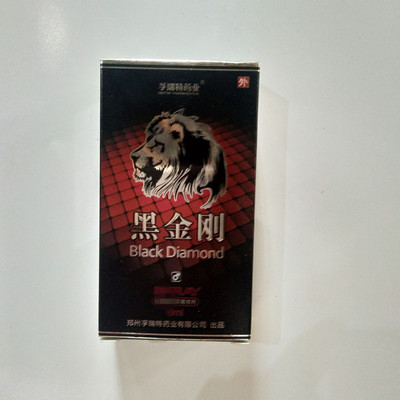 孚瑞特药业®
外
黑金刚
Black Diamond
郑州孚瑞特药业有限公司 出品